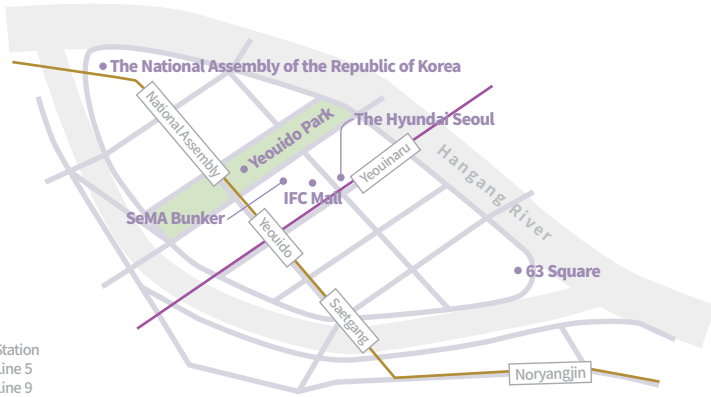 The National Assembly of the Republic of Korea
National Assembly
Yeouido Park
The Hyundai Seoul
Yeouinaru
Hangang River
IFC Mall
SeMA Bunker
Yeouido
63 Square
Saetgang
Station
Line 5
Line 9
Noryangjin